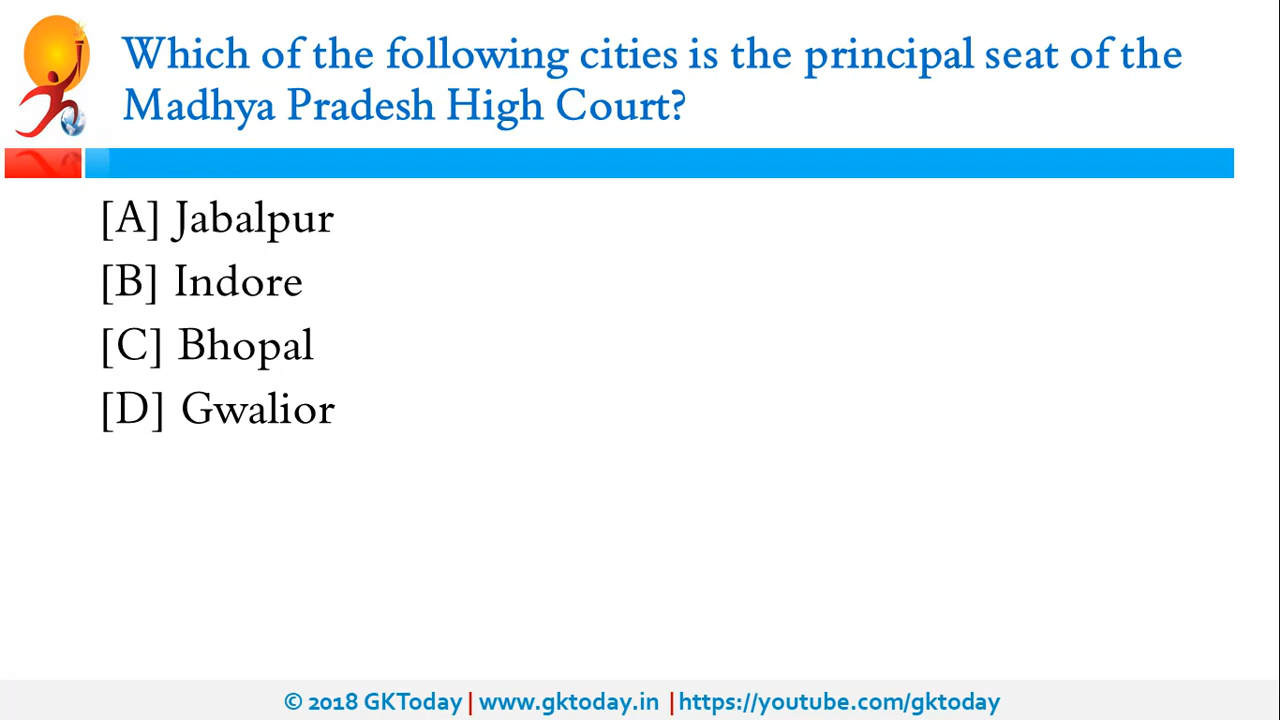 Which of the following cities is the principal seat of the
Madhya Pradesh High Court?
[A] Jabalpur
[B] Indore
[C] Bhopal
[D] Gwalior
© 2018 GKToday | www.gktoday.in | https://youtube.com/gktoday